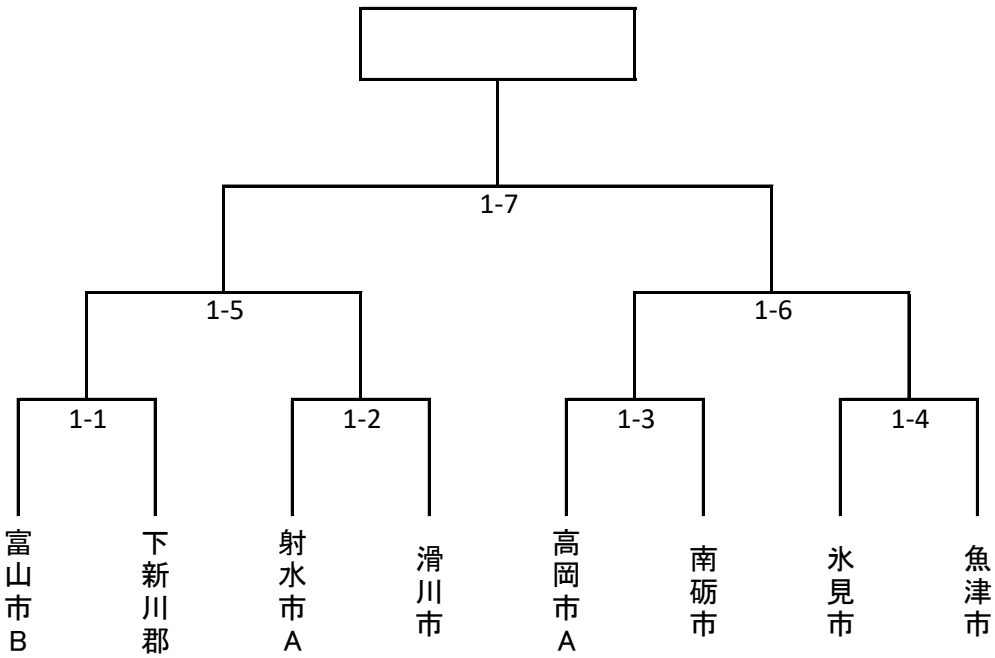 1-7
1-5
1-6
1-1
1-2
1-3
1-4
富山市B
下新川郡
射水市A
滑川市
高岡市A
南砺市
氷見市
魚津市